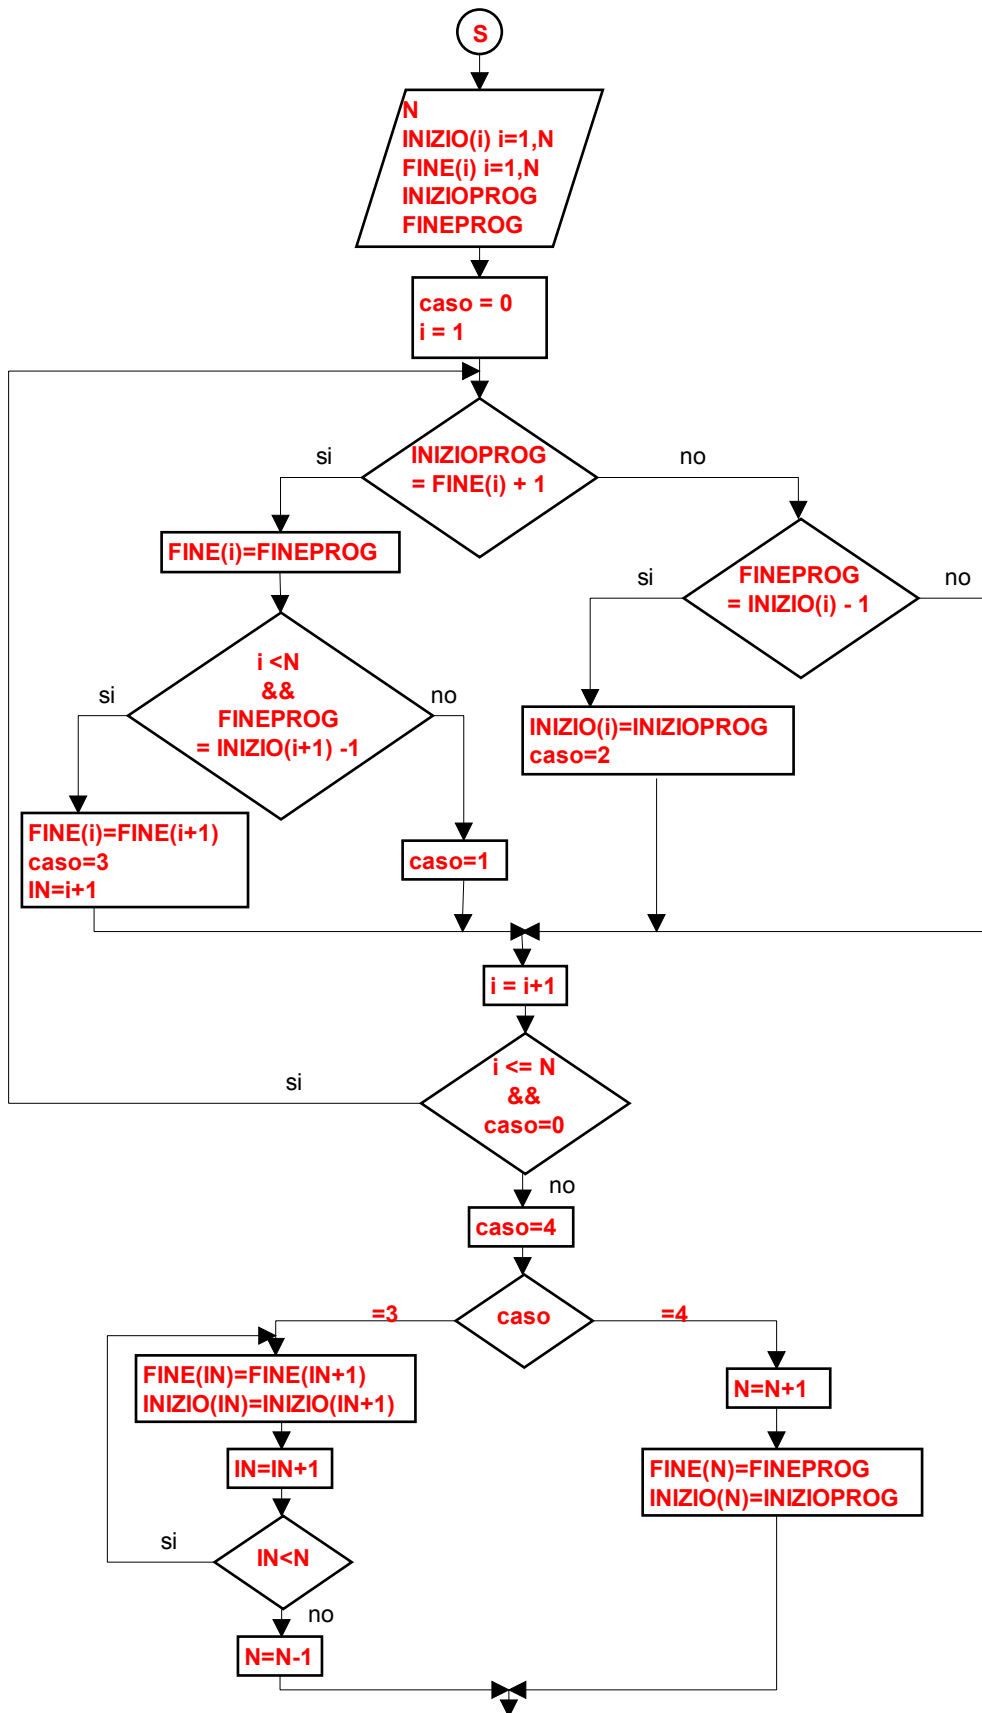 S
N
INIZIO(i) i=1,N
FINE(i) i=1,N
INIZIOPROG
FINEPROG
caso = 0
i = 1
si
INIZIOPROG
= FINE(i) + 1
no
FINE(i)=FINEPROG
si
FINEPROG
= INIZIO(i) - 1
no
si
i <N
&&
FINEPROG
= INIZIO(i+1) -1
no
INIZIO(i)=INIZIOPROG
caso=2
FINE(i)=FINE(i+1)
caso=3
IN=i+1
caso=1
i = i+1
si
i <= N
&&
caso=0
no
caso=4
=3
caso
=4
FINE(IN)=FINE(IN+1)
INIZIO(IN)=INIZIO(IN+1)
N=N+1
IN=IN+1
FINE(N)=FINEPROG
INIZIO(N)=INIZIOPROG
si
IN<N
no
N=N-1